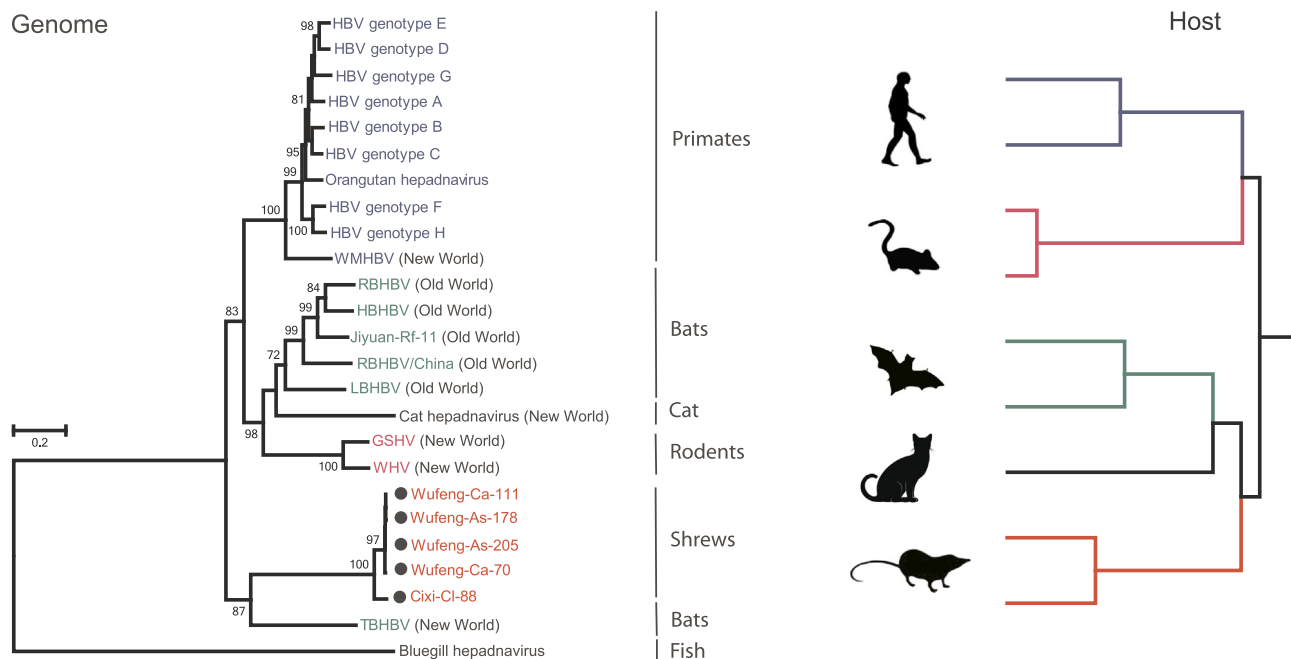 Genome
Host
98
HBV genotype E
HBV genotype D
HBV genotype G
81
HBV genotype A
HBV genotype B
95
HBV genotype C
99
Orangutan hepadnavirus
100
HBV genotype F
100
HBV genotype H
WMHBV (New World)
Primates
84
RBHBV (Old World)
99
HBHBV (Old World)
83
99
Jiyuan-Rf-11 (Old World)
72
RBHBV/China (Old World)
LBHBV (Old World)
Bats
Cat hepadnavirus (New World)
Cat
0.2
98
GSHV (New World)
100
WHV (New World)
Rodents
Wufeng-Ca-111
Wufeng-As-178
97
Wufeng-As-205
100
Wufeng-Ca-70
Cixi-Cl-88
Shrews
87
TBHBV (New World)
Bats
Bluegill hepadnavirus
Fish